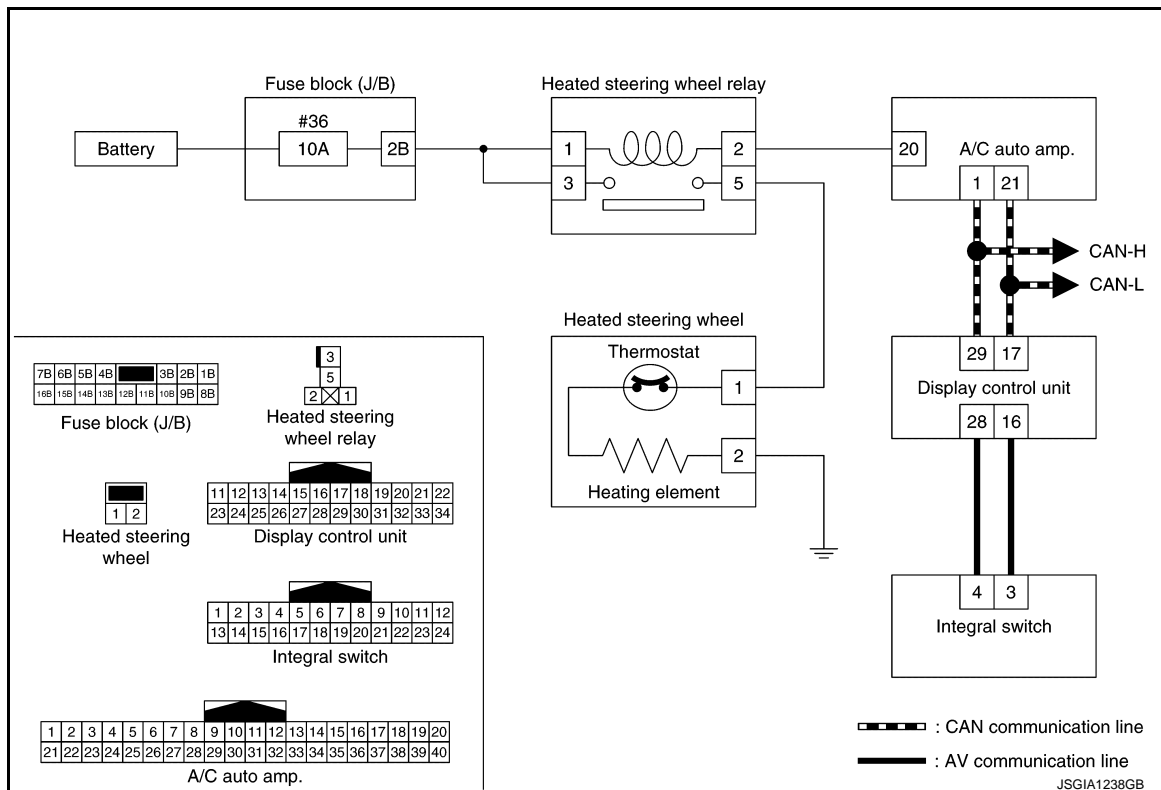 Fuse block (J/B)
Heated steering wheel relay
#36
Battery
10A
2B
1
2
20
A/C auto amp.
3
5
1 21
CAN-H
CAN-L
Heated steering wheel
Thermostat
1
2
Heating element
29 17
Display control unit
28 16
4 3
Integral switch
7B 6B 5B 4B 3B 2B 1B
16B 15B 14B 13B 12B 11B 10B 9B 8B
Fuse block (J/B)
3
5
2 1
Heated steering
wheel relay
1 2
Heated steering
wheel
11 12 13 14 15 16 17 18 19 20 21 22
23 24 25 26 27 28 29 30 31 32 33 34
Display control unit
1 2 3 4 5 6 7 8 9 10 11 12
13 14 15 16 17 18 19 20 21 22 23 24
Integral switch
1 2 3 4 5 6 7 8 9 10 11 12 13 14 15 16 17 18 19 20
21 22 23 24 25 26 27 28 29 30 31 32 33 34 35 36 37 38 39 40
A/C auto amp.
: CAN communication line
: AV communication line
JSGIA1238GB